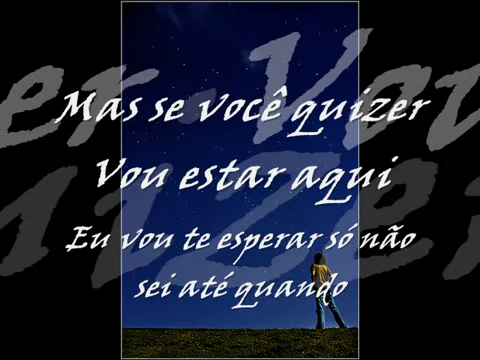 Mas se você quizer
Vou estar aqui
Eu vou te esperar só não
sei até quando